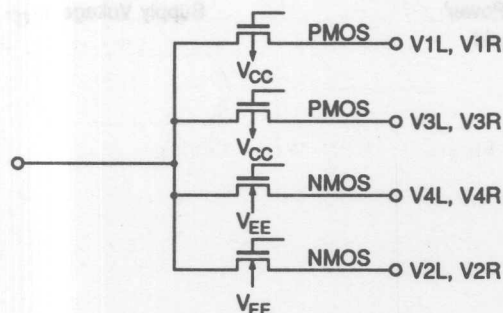 PMOS
V1L, V1R
VCC
PMOS
V3L, V3R
VCC
NMOS
V4L, V4R
VEE
NMOS
V2L, V2R
VEE